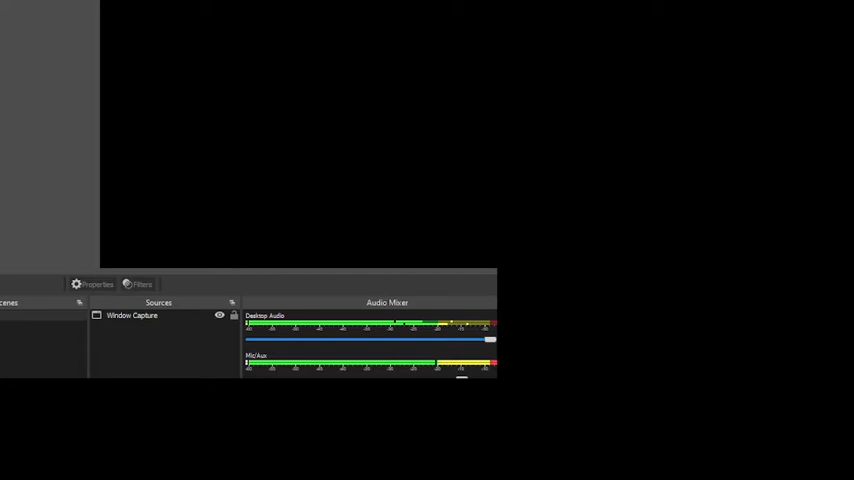 Properties Filters
cenes Sources Audio Mixer
Window Capture
Desktop Audio
Mic/Aux